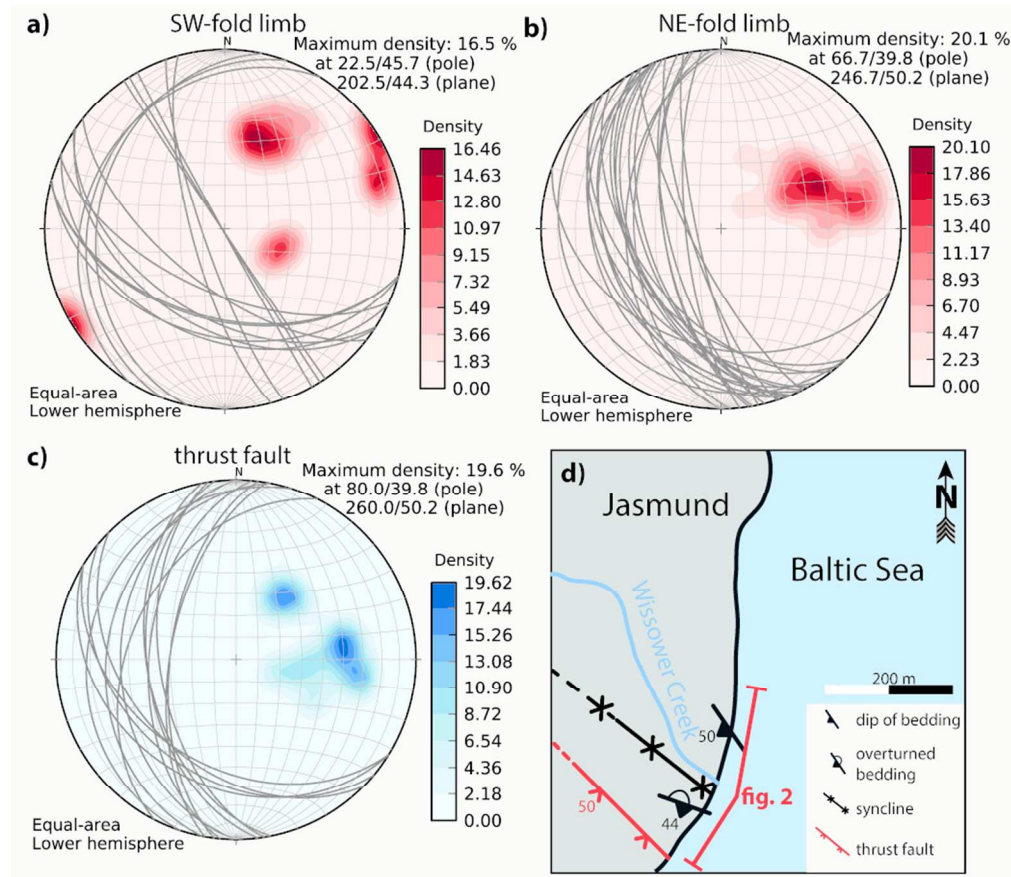 a)
SW-fold limb
N
Maximum density: 16.5 %
at 22.5/45.7 (pole)
202.5/44.3 (plane)
Density
16.46
14.63
12.80
10.97
9.15
7.32
5.49
3.66
1.83
0.00
Equal-area
Lower hemisphere
b)
NE-fold limb
N
Maximum density: 20.1 %
at 66.7/39.8 (pole)
246.7/50.2 (plane)
Density
20.10
17.86
15.63
13.40
11.17
8.93
6.70
4.47
2.23
0.00
Equal-area
Lower hemisphere
c)
thrust fault
N
Maximum density: 19.6 %
at 80.0/39.8 (pole)
260.0/50.2 (plane)
Density
19.62
17.44
15.26
13.08
10.90
8.72
6.54
4.36
2.18
0.00
Equal-area
Lower hemisphere
d)
N
Jasmund
Baltic Sea
Wissower Creek
200 m
50
fig. 2
50
44
dip of bedding
overturned
bedding
syncline
thrust fault